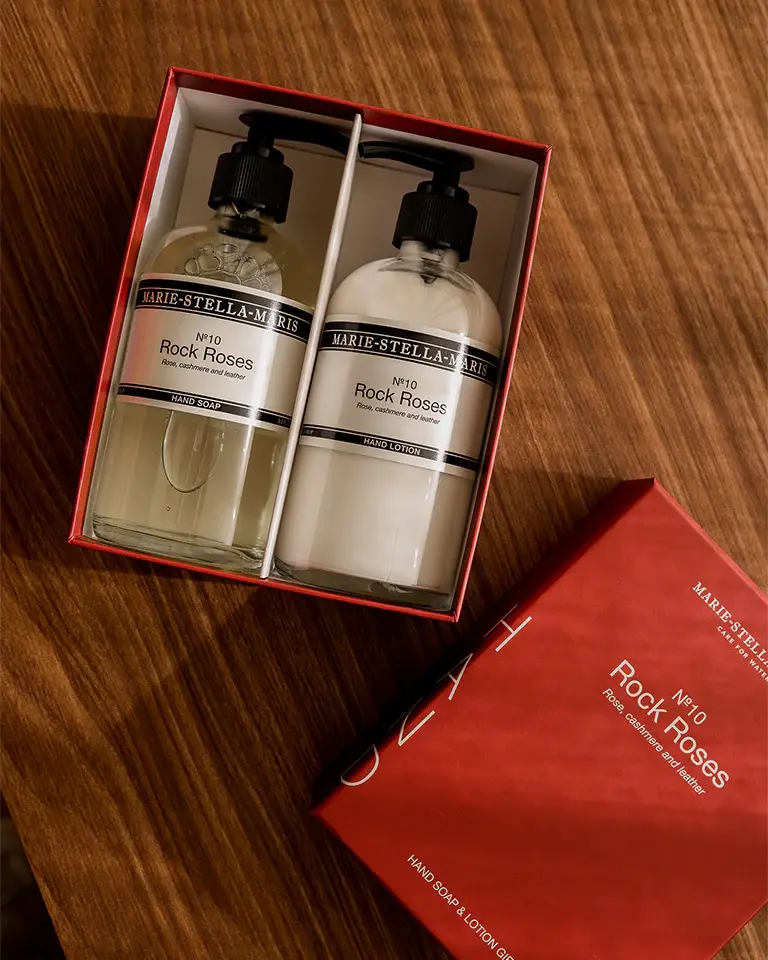 MARIE-STELLA-MARIS
Nº10
Rock Roses
Rose, cashmere and leather
HAND SOAP
MARIE-STELLA-MARIS
Nº10
Rock Roses
Rose, cashmere and leather
HAND LOTION
HAND
MARIE-STELLA
CARE FOR WATER
Nº10
Rock Roses
Rose, cashmere and leather
HAND SOAP & LOTION